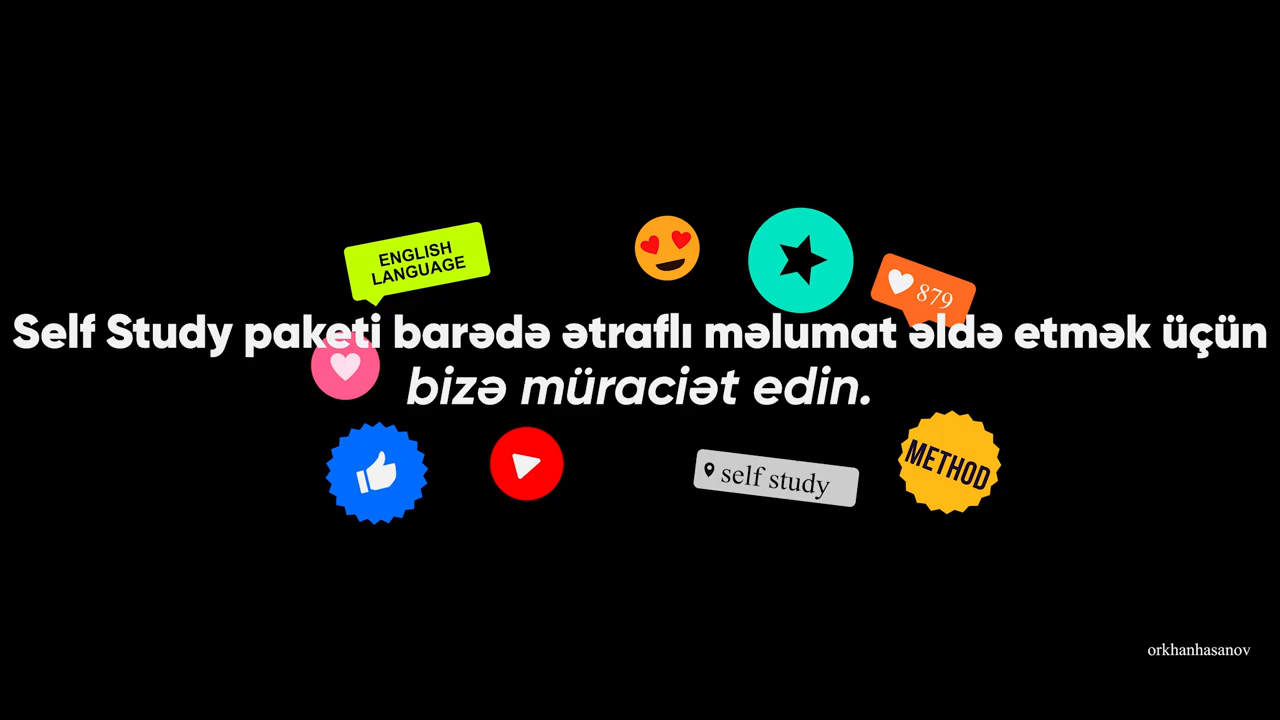 ENGLISH
LANGUAGE
879
Self Study paketi barədə ətraflı məlumat əldə etmək üçün
bizə müraciət edin.
self study
METHOD
orkhanhasanov